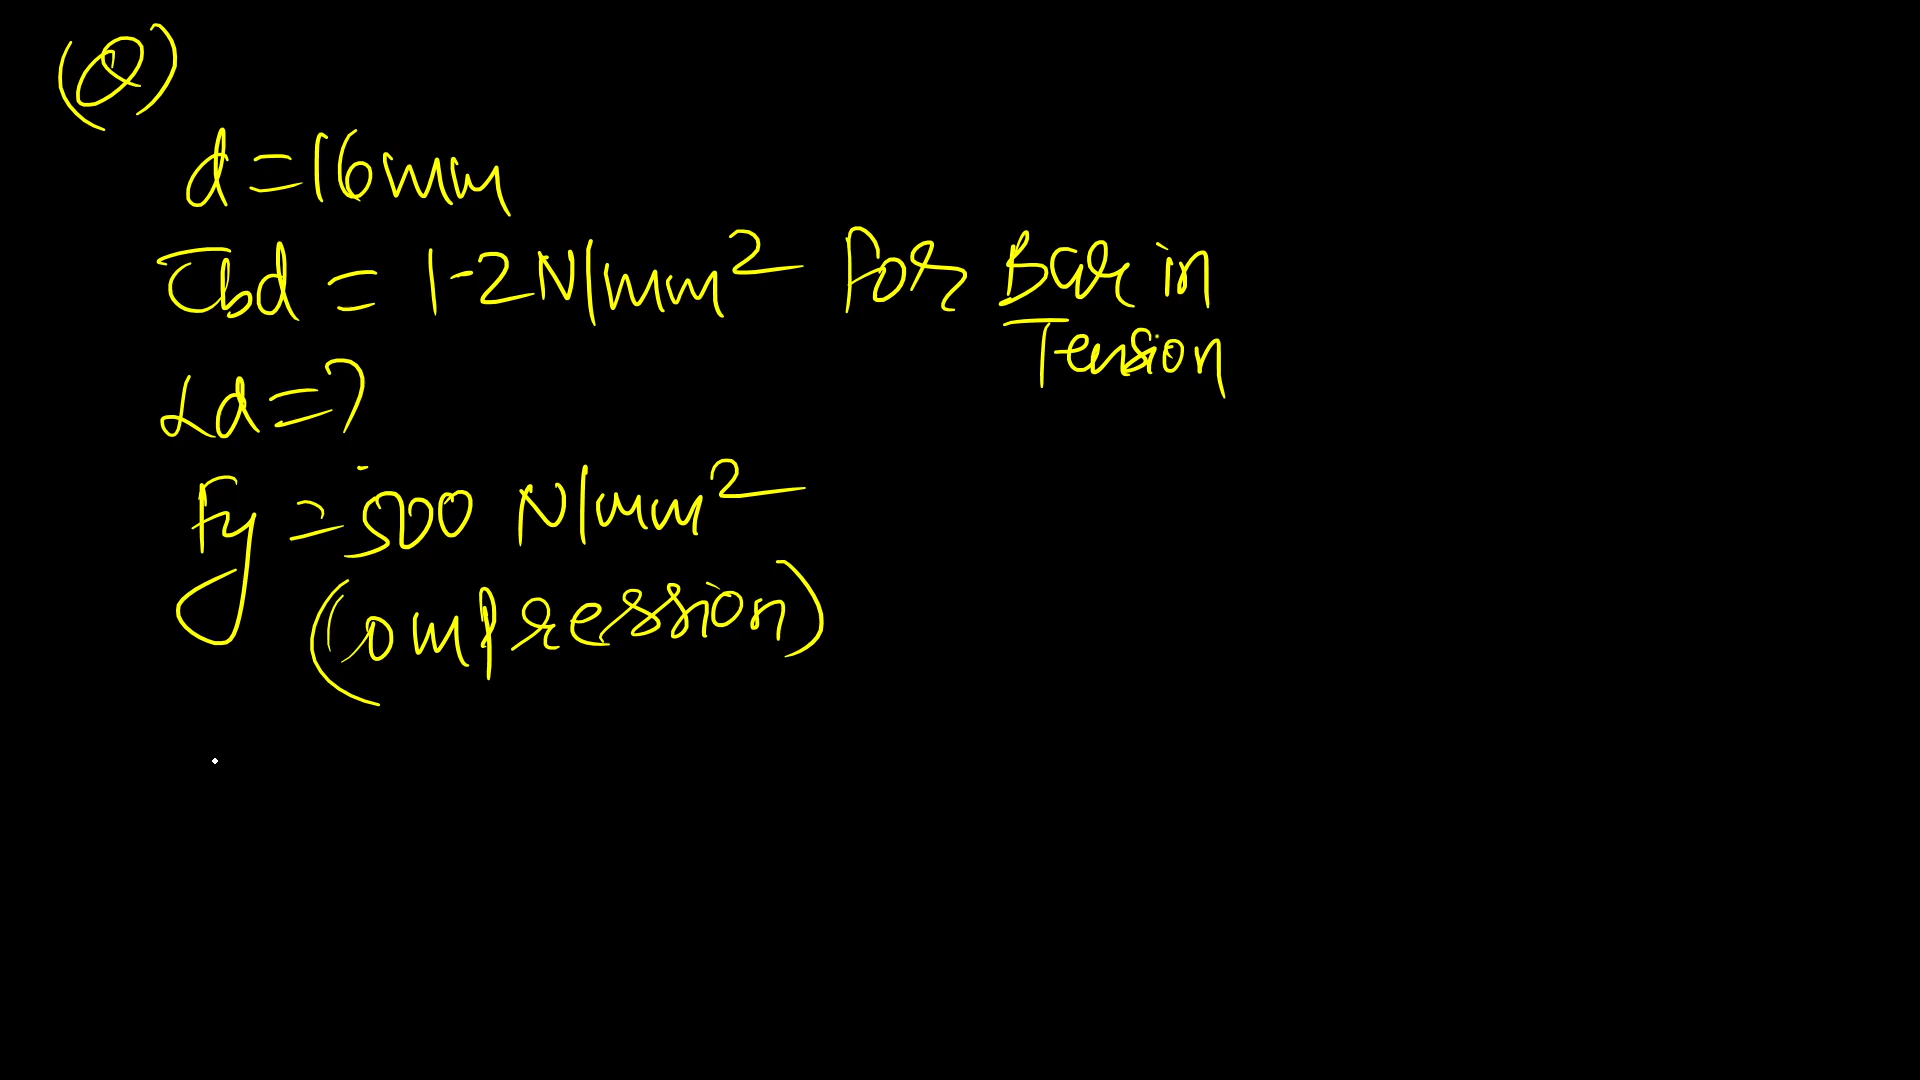 (Q)
d = 16mm
τbd = 1.2 N/mm² For Bar in
Tension
Ld = ?
Fy = 500 N/mm²
(Compression)